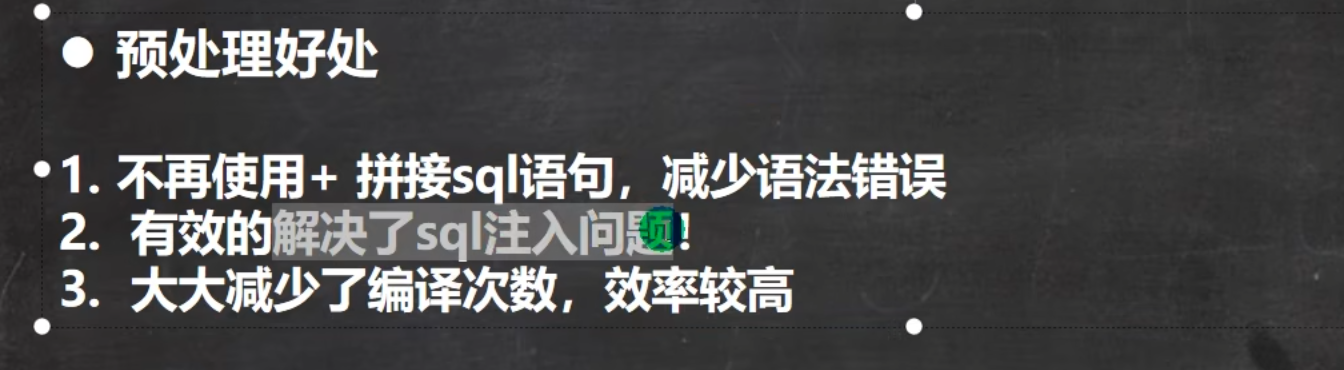 ● 预处理好处
1. 不再使用+ 拼接sql语句，减少语法错误
2. 有效的解决了sql注入问题!
3. 大大减少了编译次数，效率较高